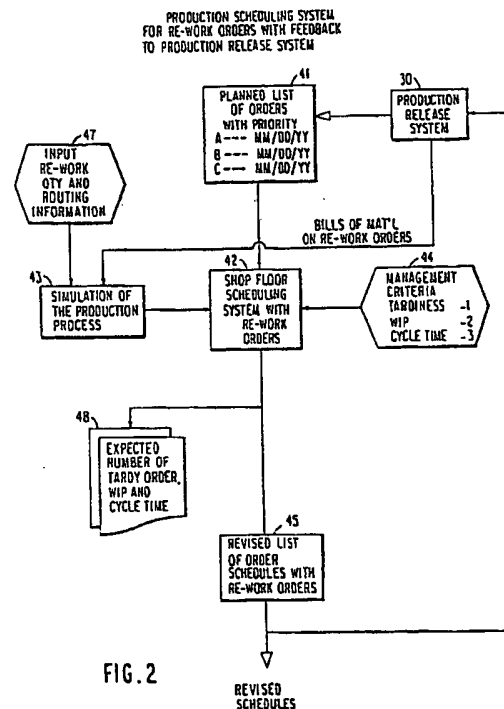 PRODUCTION SCHEDULING SYSTEM
FOR RE-WORK ORDERS WITH FEEDBACK
TO PRODUCTION RELEASE SYSTEM
41
PLANNED LIST
OF ORDERS
WITH PRIORITY
A --- MM/DD/YY
B --- MM/DD/YY
C --- MM/DD/YY
30
PRODUCTION
RELEASE
SYSTEM
47
INPUT
RE-WORK
QTY AND
ROUTING
INFORMATION
BILLS OF MAT'L
ON RE-WORK ORDERS
43
SIMULATION OF
THE PRODUCTION
PROCESS
42
SHOP FLOOR
SCHEDULING
SYSTEM WITH
RE-WORK
ORDERS
44
MANAGEMENT
CRITERIA
TARDINESS -1
WIP -2
CYCLE TIME -3
48
EXPECTED
NUMBER OF
TARDY ORDER,
WIP AND
CYCLE TIME
45
REVISED LIST
OF ORDER
SCHEDULES WITH
RE-WORK ORDERS
FIG.2
REVISED
SCHEDULES